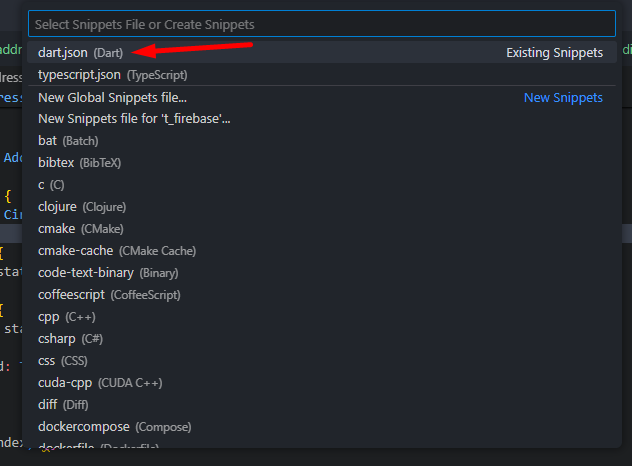 Select Snippets File or Create Snippets
dart.json (Dart) Existing Snippets
typescript.json (TypeScript)
New Global Snippets file... New Snippets
New Snippets file for 't_firebase'...
bat (Batch)
bibtex (BibTeX)
c (C)
clojure (Clojure)
cmake (CMake)
cmake-cache (CMake Cache)
code-text-binary (Binary)
coffeescript (CoffeeScript)
cpp (C++)
csharp (C#)
css (CSS)
cuda-cpp (CUDA C++)
diff (Diff)
dockercompose (Compose)
dockerfile (Dockerfile)